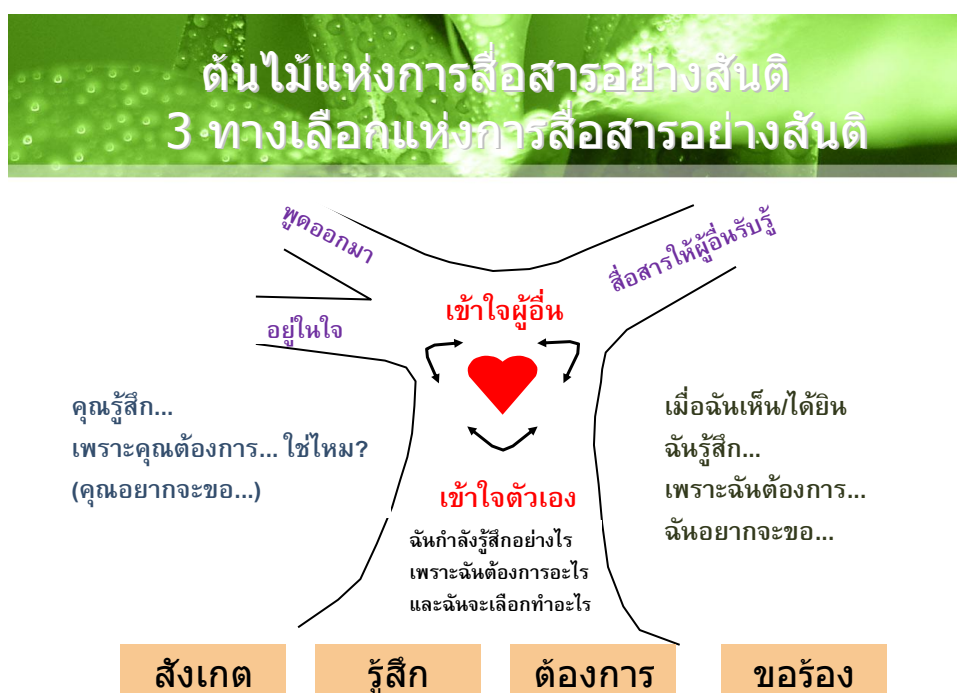 ต้นไม้แห่งการสื่อสารอย่างสันติ
3 ทางเลือกแห่งการสื่อสารอย่างสันติ
พูดออกมา
สื่อสารให้ผู้อื่นรับรู้
อยู่ในใจ
เข้าใจผู้อื่น
คุณรู้สึก...
เพราะคุณต้องการ... ใช่ไหม?
(คุณอยากจะขอ...)
เมื่อฉันเห็น/ได้ยิน
ฉันรู้สึก...
เพราะฉันต้องการ...
ฉันอยากจะขอ...
เข้าใจตัวเอง
ฉันกำลังรู้สึกอย่างไร
เพราะฉันต้องการอะไร
และฉันจะเลือกทำอะไร
สังเกต
รู้สึก
ต้องการ
ขอร้อง